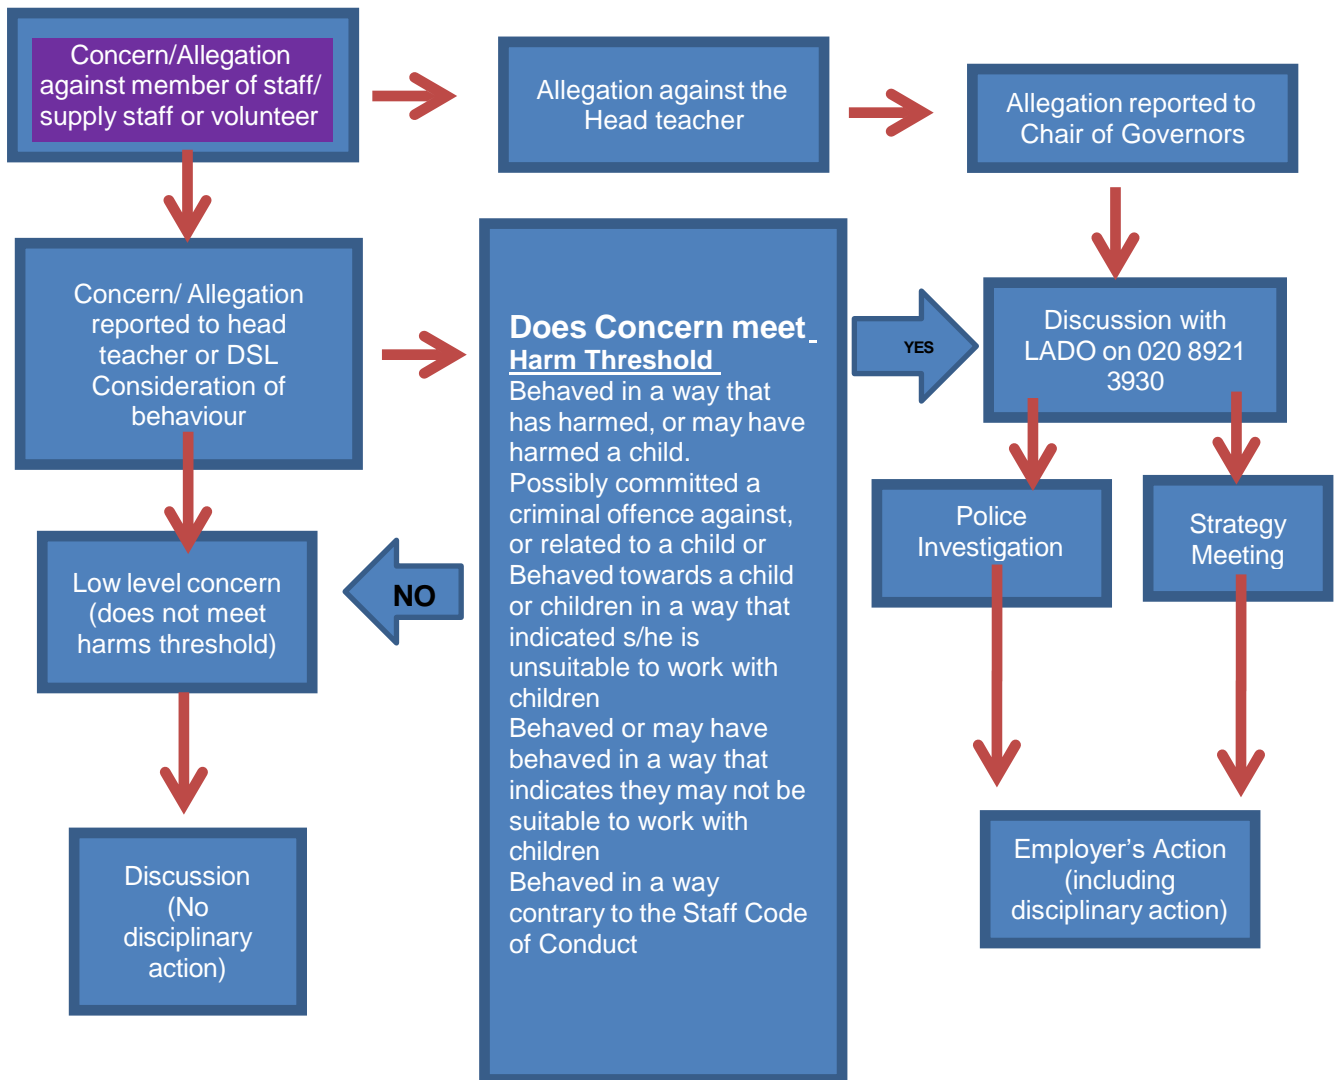 Concern/Allegation
against member of staff/
supply staff or volunteer
Allegation against the
Head teacher
Allegation reported to
Chair of Governors
Concern/ Allegation
reported to head
teacher or DSL
Consideration of
behaviour
Does Concern meet
Harm Threshold
Behaved in a way that
has harmed, or may have
harmed a child.
Possibly committed a
criminal offence against,
or related to a child or
Behaved towards a child
or children in a way that
indicated s/he is
unsuitable to work with
children
Behaved or may have
behaved in a way that
indicates they may not be
suitable to work with
children
Behaved in a way
contrary to the Staff Code
of Conduct
YES
Discussion with
LADO on 020 8921
3930
Police
Investigation
Strategy
Meeting
NO
Low level concern
(does not meet
harms threshold)
Discussion
(No
disciplinary
action)
Employer’s Action
(including
disciplinary action)